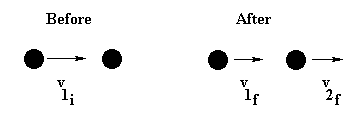 Before After
v v v
1i 1f 2f